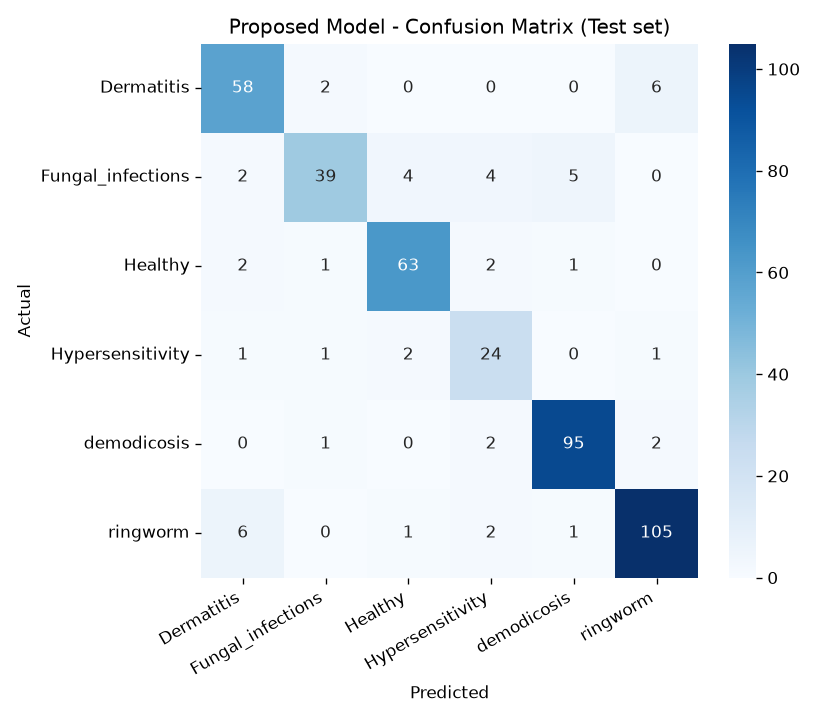 Proposed Model - Confusion Matrix (Test set)
Dermatitis 58 2 0 0 0 6
Fungal_infections 2 39 4 4 5 0
Healthy 2 1 63 2 1 0
Hypersensitivity 1 1 2 24 0 1
demodicosis 0 1 0 2 95 2
ringworm 6 0 1 2 1 105
Actual
Dermatitis Fungal_infections Healthy Hypersensitivity demodicosis ringworm
Predicted
100
80
60
40
20
0